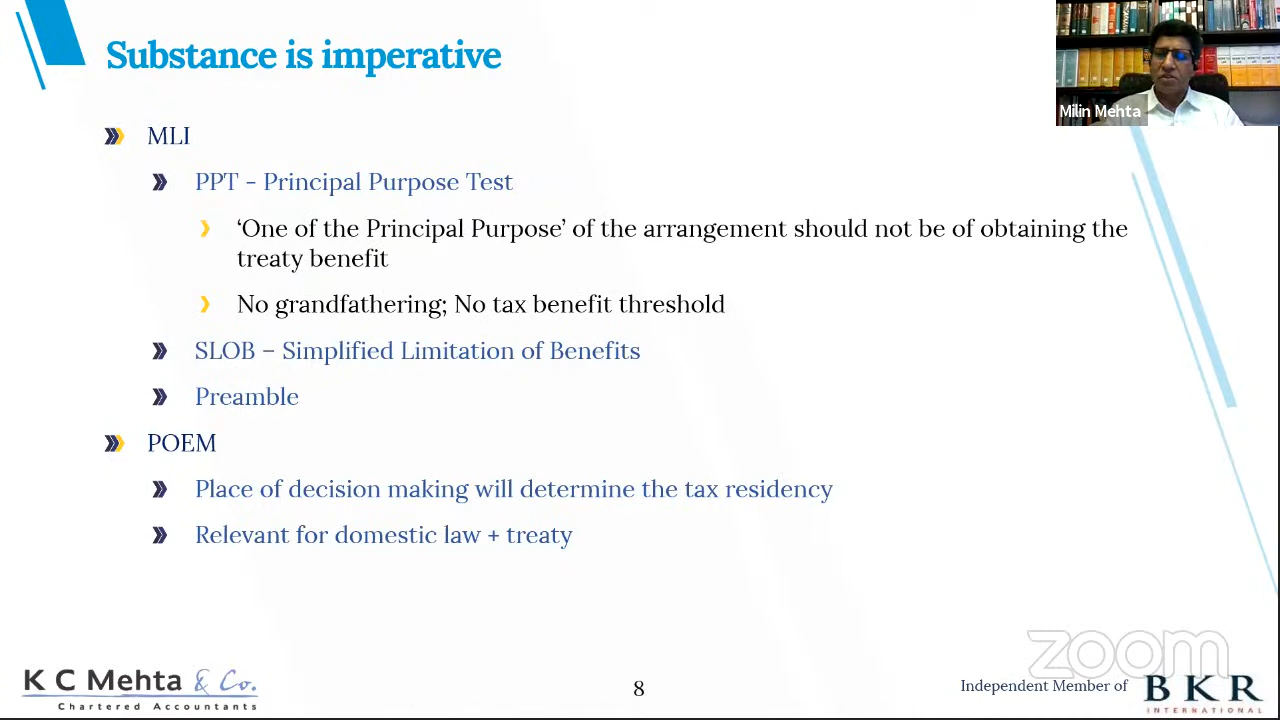 Substance is imperative
Milin Mehta
MLI
PPT - Principal Purpose Test
‘One of the Principal Purpose’ of the arrangement should not be of obtaining the
treaty benefit
No grandfathering; No tax benefit threshold
SLOB – Simplified Limitation of Benefits
Preamble
POEM
Place of decision making will determine the tax residency
Relevant for domestic law + treaty
zoom
K C Mehta & Co.
Chartered Accountants
8
Independent Member of
BKR
INTERNATIONAL